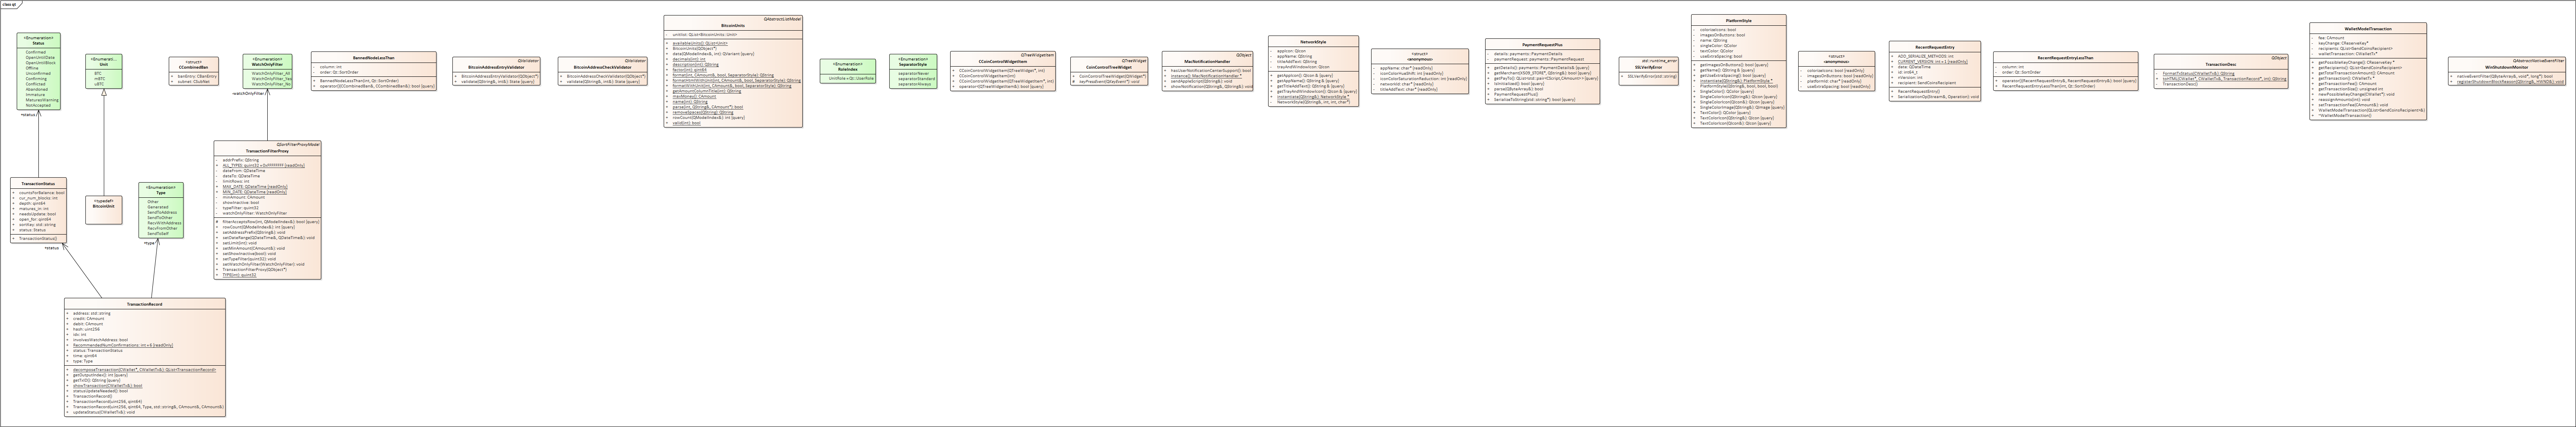 class qt
«Enumeration»
Status
Confirmed
OpenUntilDate
OpenUntilBlock
Offline
Unconfirmed
Confirming
Conflicted
Abandoned
Immature
MaturesWarning
NotAccepted
«Enumerati...
Unit
BTC
mBTC
uBTC
«struct»
CCombinedBan
+ banEntry: CBanEntry
+ subnet: CSubNet
«Enumeration»
WatchOnlyFilter
WatchOnlyFilter_All
WatchOnlyFilter_Yes
WatchOnlyFilter_No
-watchOnlyFilter
BannedNodeLessThan
- column: int
- order: Qt::SortOrder
+ BannedNodeLessThan(int, Qt::SortOrder)
+ operator()(CCombinedBan&, CCombinedBan&): bool {query}
QValidator
BitcoinAddressEntryValidator
+ BitcoinAddressEntryValidator(QObject*)
+ validate(QString&, int&): State {query}
QValidator
BitcoinAddressCheckValidator
+ BitcoinAddressCheckValidator(QObject*)
+ validate(QString&, int&): State {query}
QAbstractListModel
BitcoinUnits
- unitlist: QList<BitcoinUnits::Unit>
+ availableUnits(): QList<Unit>
+ BitcoinUnits(QObject*)
+ data(QModelIndex&, int): QVariant {query}
+ decimals(int): int
+ description(int): QString
+ factor(int): qint64
+ format(int, CAmount&, bool, SeparatorStyle): QString
+ formatHtmlWithUnit(int, CAmount&, bool, SeparatorStyle): QString
+ formatWithUnit(int, CAmount&, bool, SeparatorStyle): QString
+ getAmountColumnTitle(int): QString
+ maxMoney(): CAmount
+ name(int): QString
+ parse(int, QString&, CAmount*): bool
+ removeSpaces(QString): QString
+ rowCount(QModelIndex&): int {query}
+ valid(int): bool
«Enumeration»
RoleIndex
UnitRole = Qt::UserRole
«Enumeration»
SeparatorStyle
separatorNever
separatorStandard
separatorAlways
QTreeWidgetItem
CCoinControlWidgetItem
+ CCoinControlWidgetItem(QTreeWidget*, int)
+ CCoinControlWidgetItem(int)
+ CCoinControlWidgetItem(QTreeWidgetItem*, int)
+ operator<(QTreeWidgetItem&): bool {query}
QTreeWidget
CoinControlTreeWidget
+ CoinControlTreeWidget(QWidget*)
# keyPressEvent(QKeyEvent*): void
QObject
MacNotificationHandler
+ hasUserNotificationCenterSupport(): bool
+ instance(): MacNotificationHandler *
+ sendAppleScript(QString&): void
+ showNotification(QString&, QString&): void
NetworkStyle
- appIcon: QIcon
- appName: QString
- titleAddText: QString
- trayAndWindowIcon: QIcon
+ getAppIcon(): QIcon & {query}
+ getAppName(): QString & {query}
+ getTitleAddText(): QString & {query}
+ getTrayAndWindowIcon(): QIcon & {query}
+ instantiate(QString&): NetworkStyle *
- NetworkStyle(QString&, int, int, char*)
«struct»
<anonymous>
- appName: char* {readOnly}
- iconColorHueShift: int {readOnly}
- iconColorSaturationReduction: int {readOnly}
- networkId: char* {readOnly}
- titleAddText: char* {readOnly}
PaymentRequestPlus
- details: payments::PaymentDetails
- paymentRequest: payments::PaymentRequest
+ getDetails(): payments::PaymentDetails& {query}
+ getMerchant(X509_STORE*, QString&): bool {query}
+ getPayTo(): QList<std::pair<CScript,CAmount>> {query}
+ IsInitialized(): bool {query}
+ parse(QByteArray&): bool
+ PaymentRequestPlus()
+ SerializeToString(std::string*): bool {query}
std::runtime_error
SSLVerifyError
+ SSLVerifyError(std::string)
PlatformStyle
- colorizeIcons: bool
- imagesOnButtons: bool
- name: QString
- singleColor: QColor
- textColor: QColor
- useExtraSpacing: bool
+ getImagesOnButtons(): bool {query}
+ getName(): QString & {query}
+ getUseExtraSpacing(): bool {query}
+ instantiate(QString&): PlatformStyle *
- PlatformStyle(QString&, bool, bool, bool)
+ SingleColor(): QColor {query}
+ SingleColorIcon(QString&): QIcon {query}
+ SingleColorIcon(QIcon&): QIcon {query}
+ SingleColorImage(QString&): QImage {query}
+ TextColor(): QColor {query}
+ TextColorIcon(QString&): QIcon {query}
+ TextColorIcon(QIcon&): QIcon {query}
«struct»
<anonymous>
- colorizeIcons: bool {readOnly}
- imagesOnButtons: bool {readOnly}
- platformId: char* {readOnly}
- useExtraSpacing: bool {readOnly}
RecentRequestEntry
+ ADD_SERIALIZE_METHODS: int
+ CURRENT_VERSION: int = 1 {readOnly}
+ date: QDateTime
+ id: int64_t
+ nVersion: int
+ recipient: SendCoinsRecipient
+ RecentRequestEntry()
+ SerializationOp(Stream&, Operation): void
RecentRequestEntryLessThan
- column: int
- order: Qt::SortOrder
+ operator()(RecentRequestEntry&, RecentRequestEntry&): bool {query}
+ RecentRequestEntryLessThan(int, Qt::SortOrder)
QObject
TransactionDesc
- FormatTxStatus(CWalletTx&): QString
+ toHTML(CWallet*, CWalletTx&, TransactionRecord*, int): QString
- TransactionDesc()
WalletModelTransaction
- fee: CAmount
- keyChange: CReserveKey*
- recipients: QList<SendCoinsRecipient>
- walletTransaction: CWalletTx*
+ getPossibleKeyChange(): CReserveKey *
+ getRecipients(): QList<SendCoinsRecipient>
+ getTotalTransactionAmount(): CAmount
+ getTransaction(): CWalletTx *
+ getTransactionFee(): CAmount
+ getTransactionSize(): unsigned int
+ newPossibleKeyChange(CWallet*): void
+ reassignAmounts(int): void
+ setTransactionFee(CAmount&): void
+ WalletModelTransaction(QList<SendCoinsRecipient>&)
+ ~WalletModelTransaction()
QAbstractNativeEventFilter
WinShutdownMonitor
+ nativeEventFilter(QByteArray&, void*, long*): bool
+ registerShutdownBlockReason(QString&, HWND&): void
+status
TransactionStatus
+ countsForBalance: bool
+ cur_num_blocks: int
+ depth: qint64
+ matures_in: int
+ needsUpdate: bool
+ open_for: qint64
+ sortKey: std::string
+ status: Status
+ TransactionStatus()
+status
«typedef»
BitcoinUnit
«Enumeration»
Type
Other
Generated
SendToAddress
SendToOther
RecvWithAddress
RecvFromOther
SendToSelf
+type
QSortFilterProxyModel
TransactionFilterProxy
- addrPrefix: QString
+ ALL_TYPES: quint32 = 0xFFFFFFFF {readOnly}
- dateFrom: QDateTime
- dateTo: QDateTime
- limitRows: int
+ MAX_DATE: QDateTime {readOnly}
+ MIN_DATE: QDateTime {readOnly}
- minAmount: CAmount
- showInactive: bool
- typeFilter: quint32
- watchOnlyFilter: WatchOnlyFilter
# filterAcceptsRow(int, QModelIndex&): bool {query}
+ rowCount(QModelIndex&): int {query}
+ setAddressPrefix(QString&): void
+ setDateRange(QDateTime&, QDateTime&): void
+ setLimit(int): void
+ setMinAmount(CAmount&): void
+ setShowInactive(bool): void
+ setTypeFilter(quint32): void
+ setWatchOnlyFilter(WatchOnlyFilter): void
+ TransactionFilterProxy(QObject*)
+ TYPE(int): quint32
TransactionRecord
+ address: std::string
+ credit: CAmount
+ debit: CAmount
+ hash: uint256
+ idx: int
+ involvesWatchAddress: bool
+ RecommendedNumConfirmations: int = 6 {readOnly}
+ status: TransactionStatus
+ time: qint64
+ type: Type
+ decomposeTransaction(CWallet*, CWalletTx&): QList<TransactionRecord>
+ getOutputIndex(): int {query}
+ getTxID(): QString {query}
+ showTransaction(CWalletTx&): bool
+ statusUpdateNeeded(): bool
+ TransactionRecord()
+ TransactionRecord(uint256, qint64)
+ TransactionRecord(uint256, qint64, Type, std::string&, CAmount&, CAmount&)
+ updateStatus(CWalletTx&): void